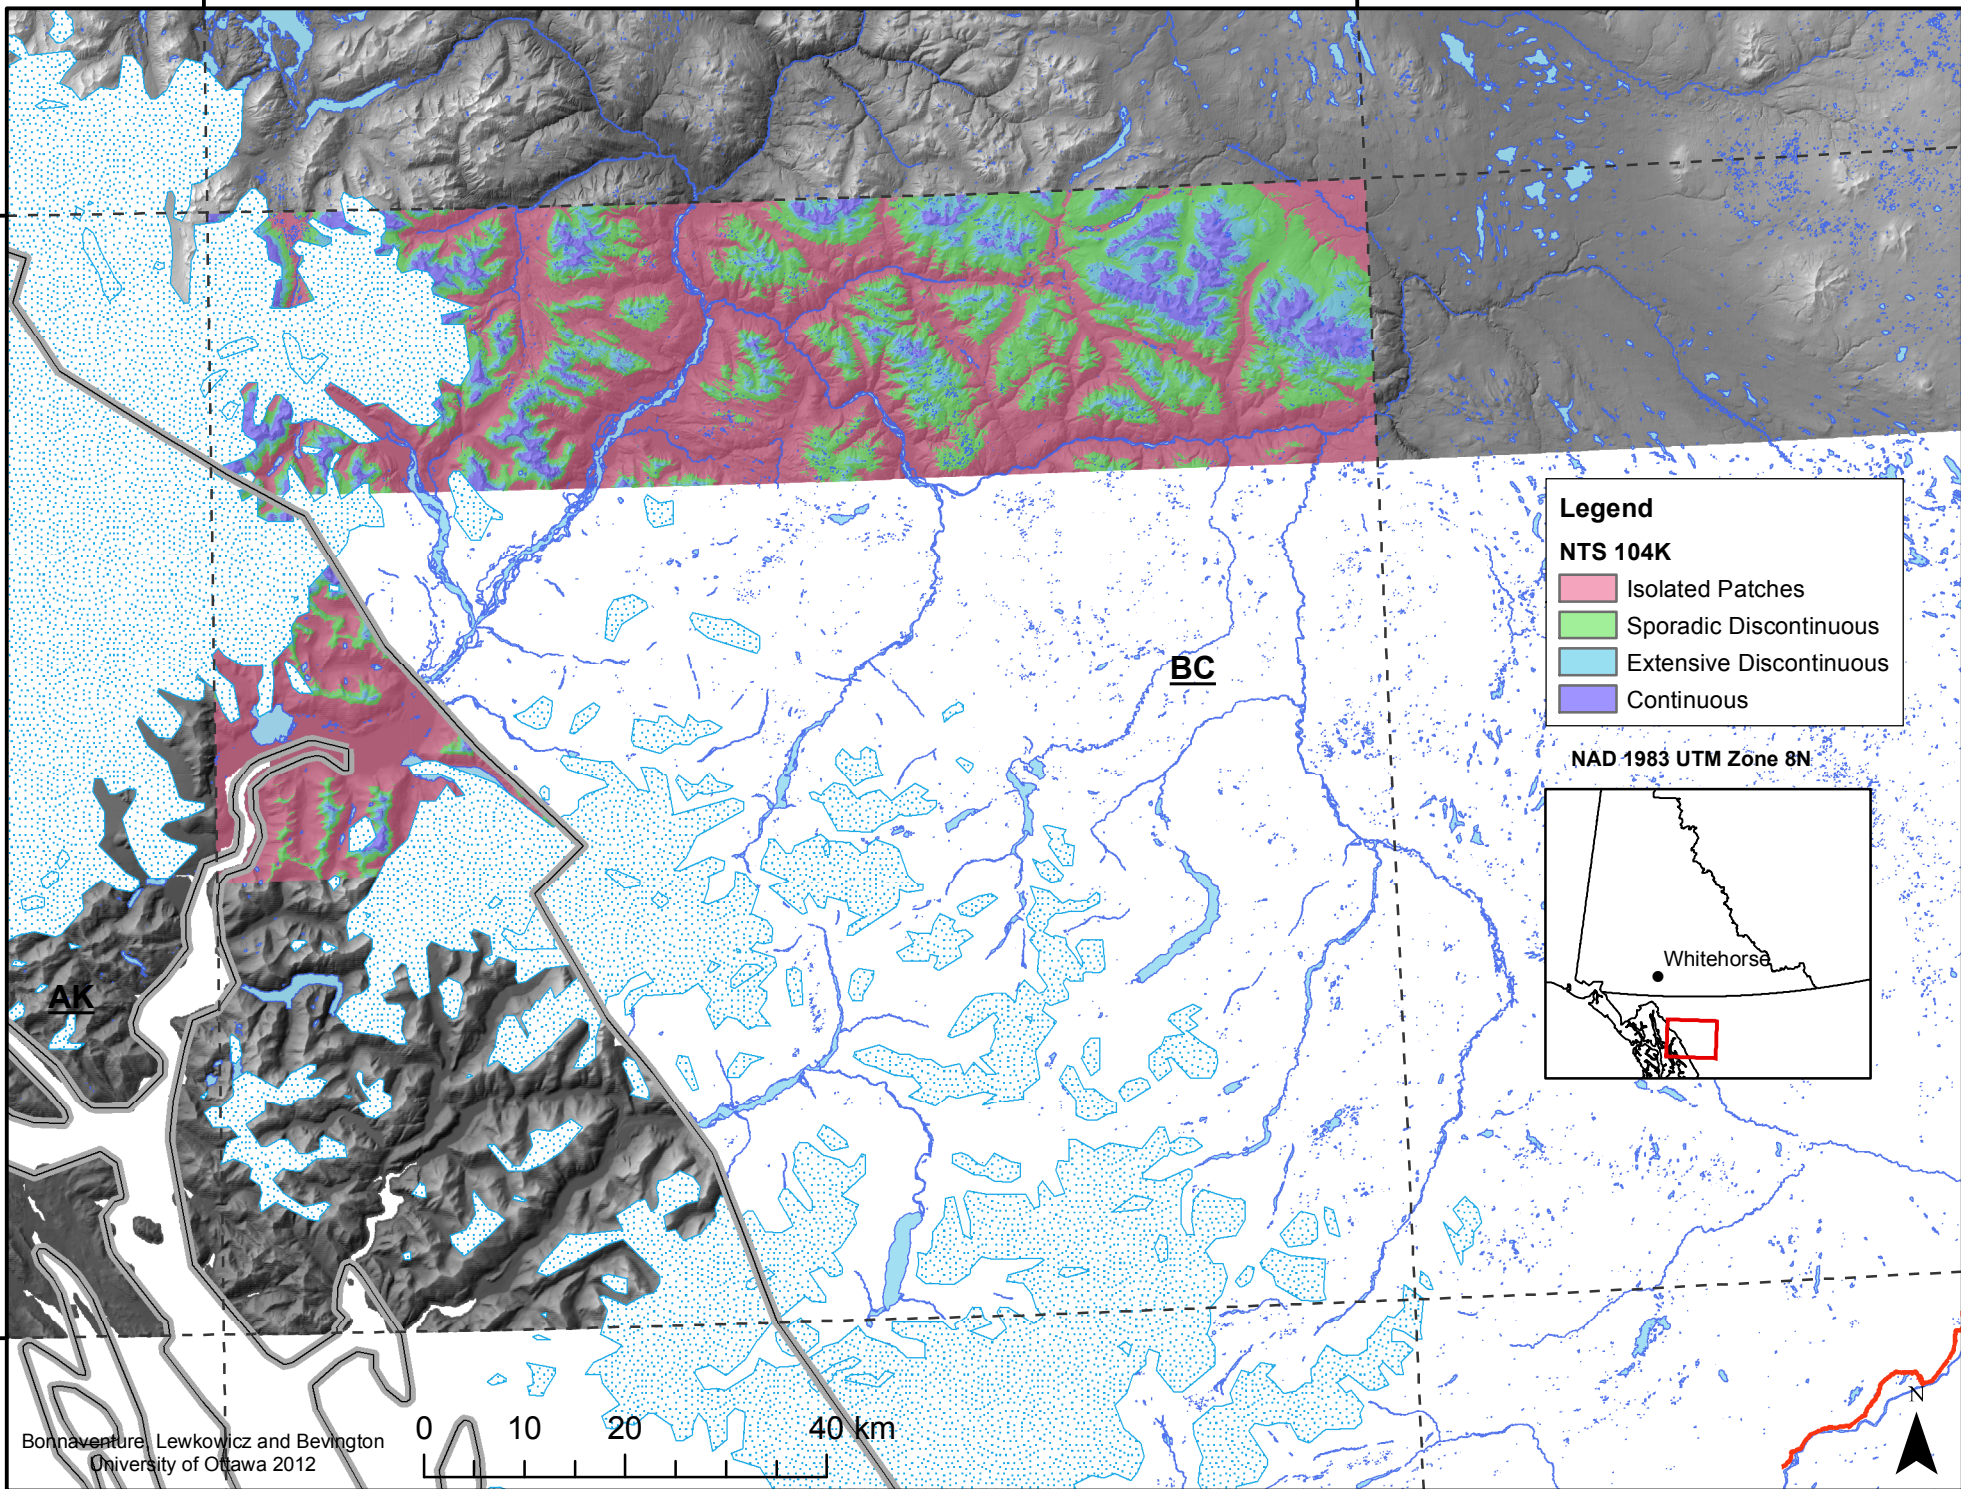 Legend
NTS 104K
Isolated Patches
Sporadic Discontinuous
BC
Extensive Discontinuous
Continuous
NAD 1983 UTM Zone 8N
Whitehorse
AK
N
0 10 20 40 km
Bonnaventure, Lewkowicz and Bevington
University of Ottawa 2012